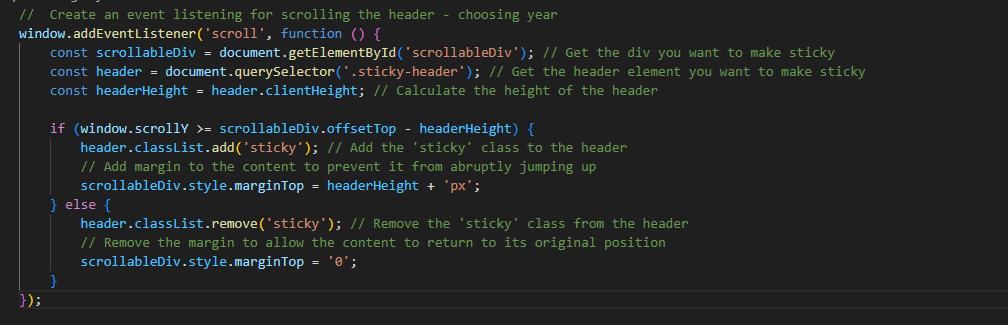 //  Create an event listening for scrolling the header - choosing year
window.addEventListener('scroll', function () {
    const scrollableDiv = document.getElementById('scrollableDiv'); // Get the div you want to make sticky
    const header = document.querySelector('.sticky-header'); // Get the header element you want to make sticky
    const headerHeight = header.clientHeight; // Calculate the height of the header

    if (window.scrollY >= scrollableDiv.offsetTop - headerHeight) {
        header.classList.add('sticky'); // Add the 'sticky' class to the header
        // Add margin to the content to prevent it from abruptly jumping up
        scrollableDiv.style.marginTop = headerHeight + 'px';
    } else {
        header.classList.remove('sticky'); // Remove the 'sticky' class from the header
        // Remove the margin to allow the content to return to its original position
        scrollableDiv.style.marginTop = '0';
    }
});